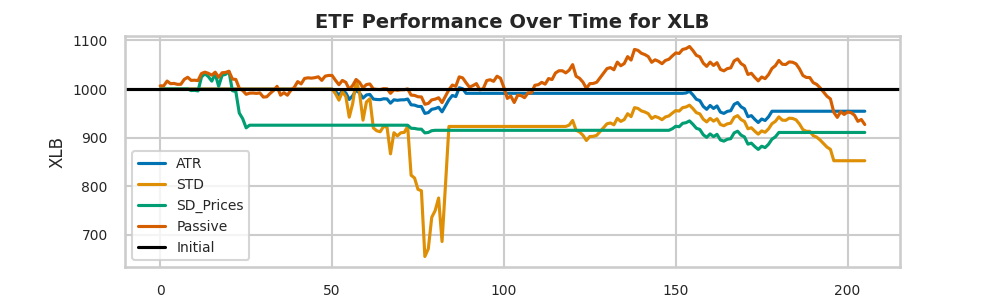 ETF Performance Over Time for XLB
1100
1000
900
800
700
XLB
ATR
STD
SD_Prices
Passive
Initial
0
50
100
150
200